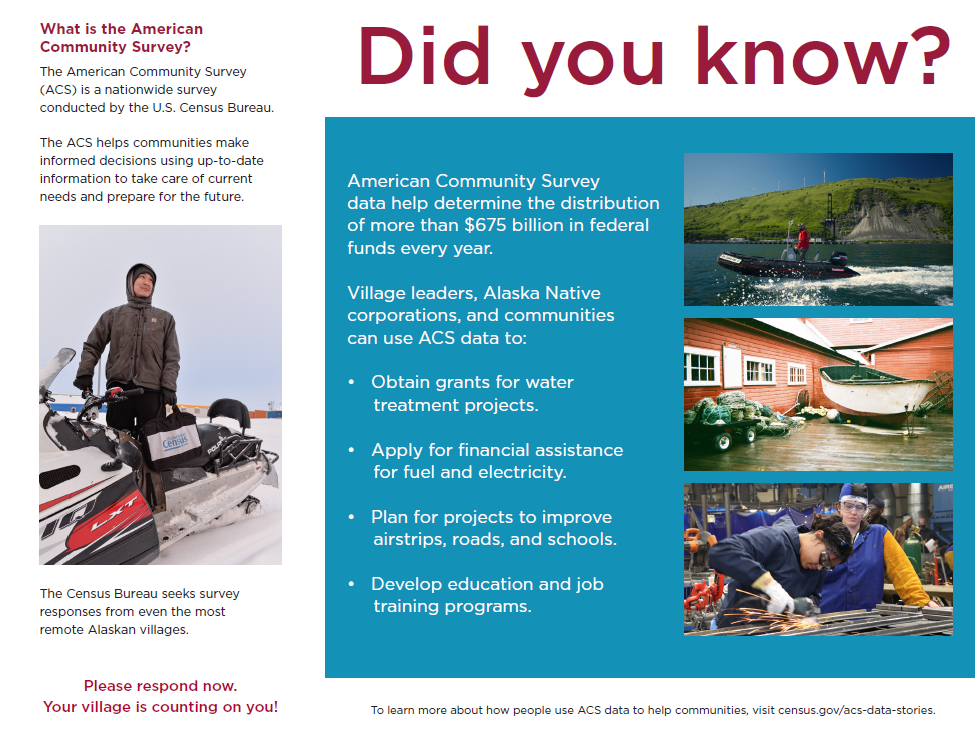 What is the American
Community Survey?
The American Community Survey
(ACS) is a nationwide survey
conducted by the U.S. Census Bureau.
The ACS helps communities make
informed decisions using up-to-date
information to take care of current
needs and prepare for the future.
Census
LXT
The Census Bureau seeks survey
responses from even the most
remote Alaskan villages.
Please respond now.
Your village is counting on you!
Did you know?
American Community Survey
data help determine the distribution
of more than $675 billion in federal
funds every year.
Village leaders, Alaska Native
corporations, and communities
can use ACS data to:
• Obtain grants for water
treatment projects.
• Apply for financial assistance
for fuel and electricity.
• Plan for projects to improve
airstrips, roads, and schools.
• Develop education and job
training programs.
To learn more about how people use ACS data to help communities, visit census.gov/acs-data-stories.